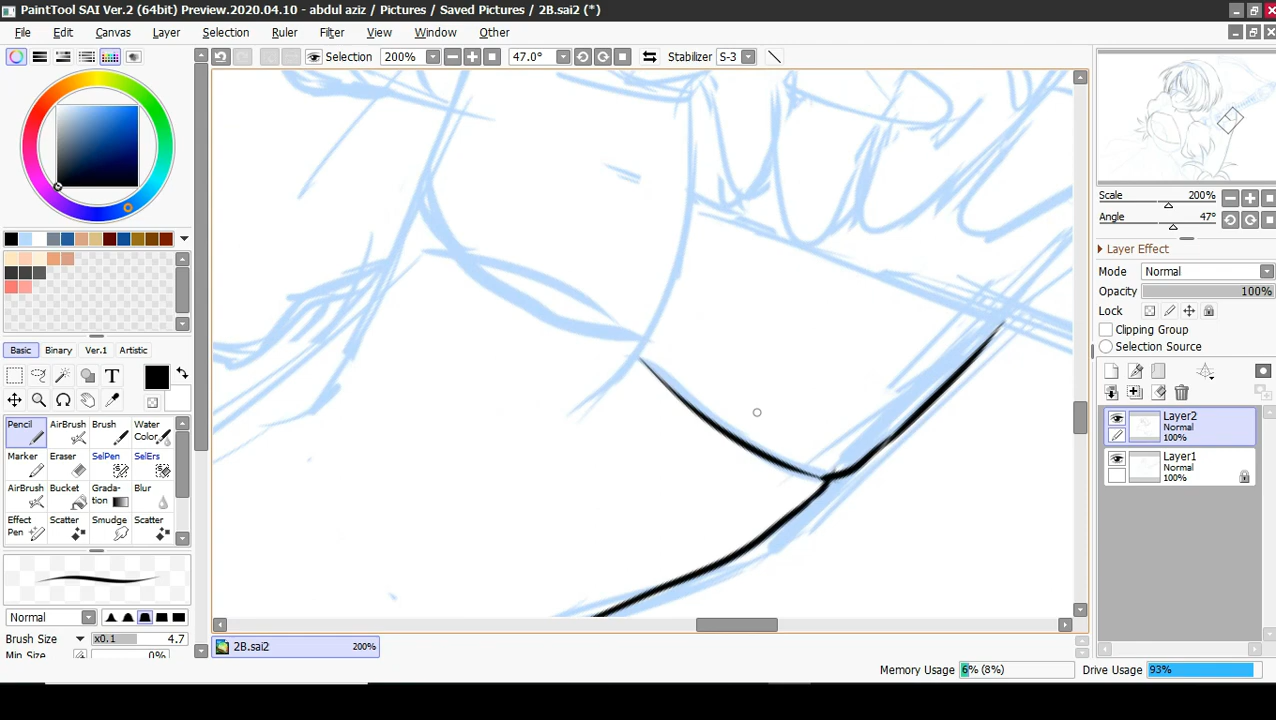 PaintTool SAI Ver.2 (64bit) Preview.2020.04.10 - abdul aziz / Pictures / Saved Pictures / 2B.sai2 (*)
File Edit Canvas Layer Selection Ruler Filter View Window Other
Selection 200% 47.0° Stabilizer S-3
Scale 200%
Angle 47°
Layer Effect
Mode Normal
Opacity 100%
Lock
Clipping Group
Selection Source
Basic Binary Ver.1 Artistic
T
Pencil AirBrush Brush Water Color
Marker Eraser SelPen SelErs
AirBrush Bucket Grada-tion Blur
Effect Pen Scatter Smudge Scatter
Normal
Brush Size x0.1 4.7
Min Size 0%
Layer2
Normal
100%
Layer1
Normal
100%
2B.sai2 200%
Memory Usage 6% (8%) Drive Usage 93%